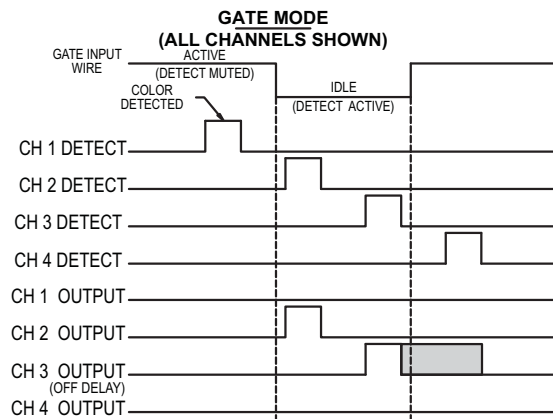 GATE MODE
(ALL CHANNELS SHOWN)
GATE INPUT
WIRE
ACTIVE
(DETECT MUTED)
COLOR
DETECTED
IDLE
(DETECT ACTIVE)
CH 1 DETECT
CH 2 DETECT
CH 3 DETECT
CH 4 DETECT
CH 1 OUTPUT
CH 2 OUTPUT
CH 3 OUTPUT
(OFF DELAY)
CH 4 OUTPUT